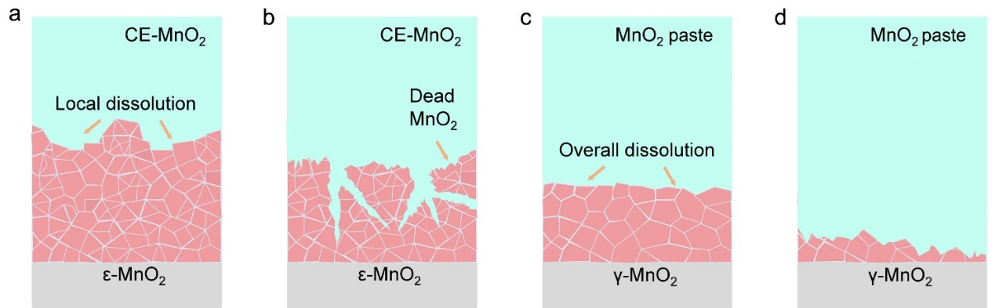 a
CE-MnO₂
Local dissolution
ε-MnO₂
b
CE-MnO₂
Dead
MnO₂
ε-MnO₂
c
MnO₂ paste
Overall dissolution
γ-MnO₂
d
MnO₂ paste
γ-MnO₂